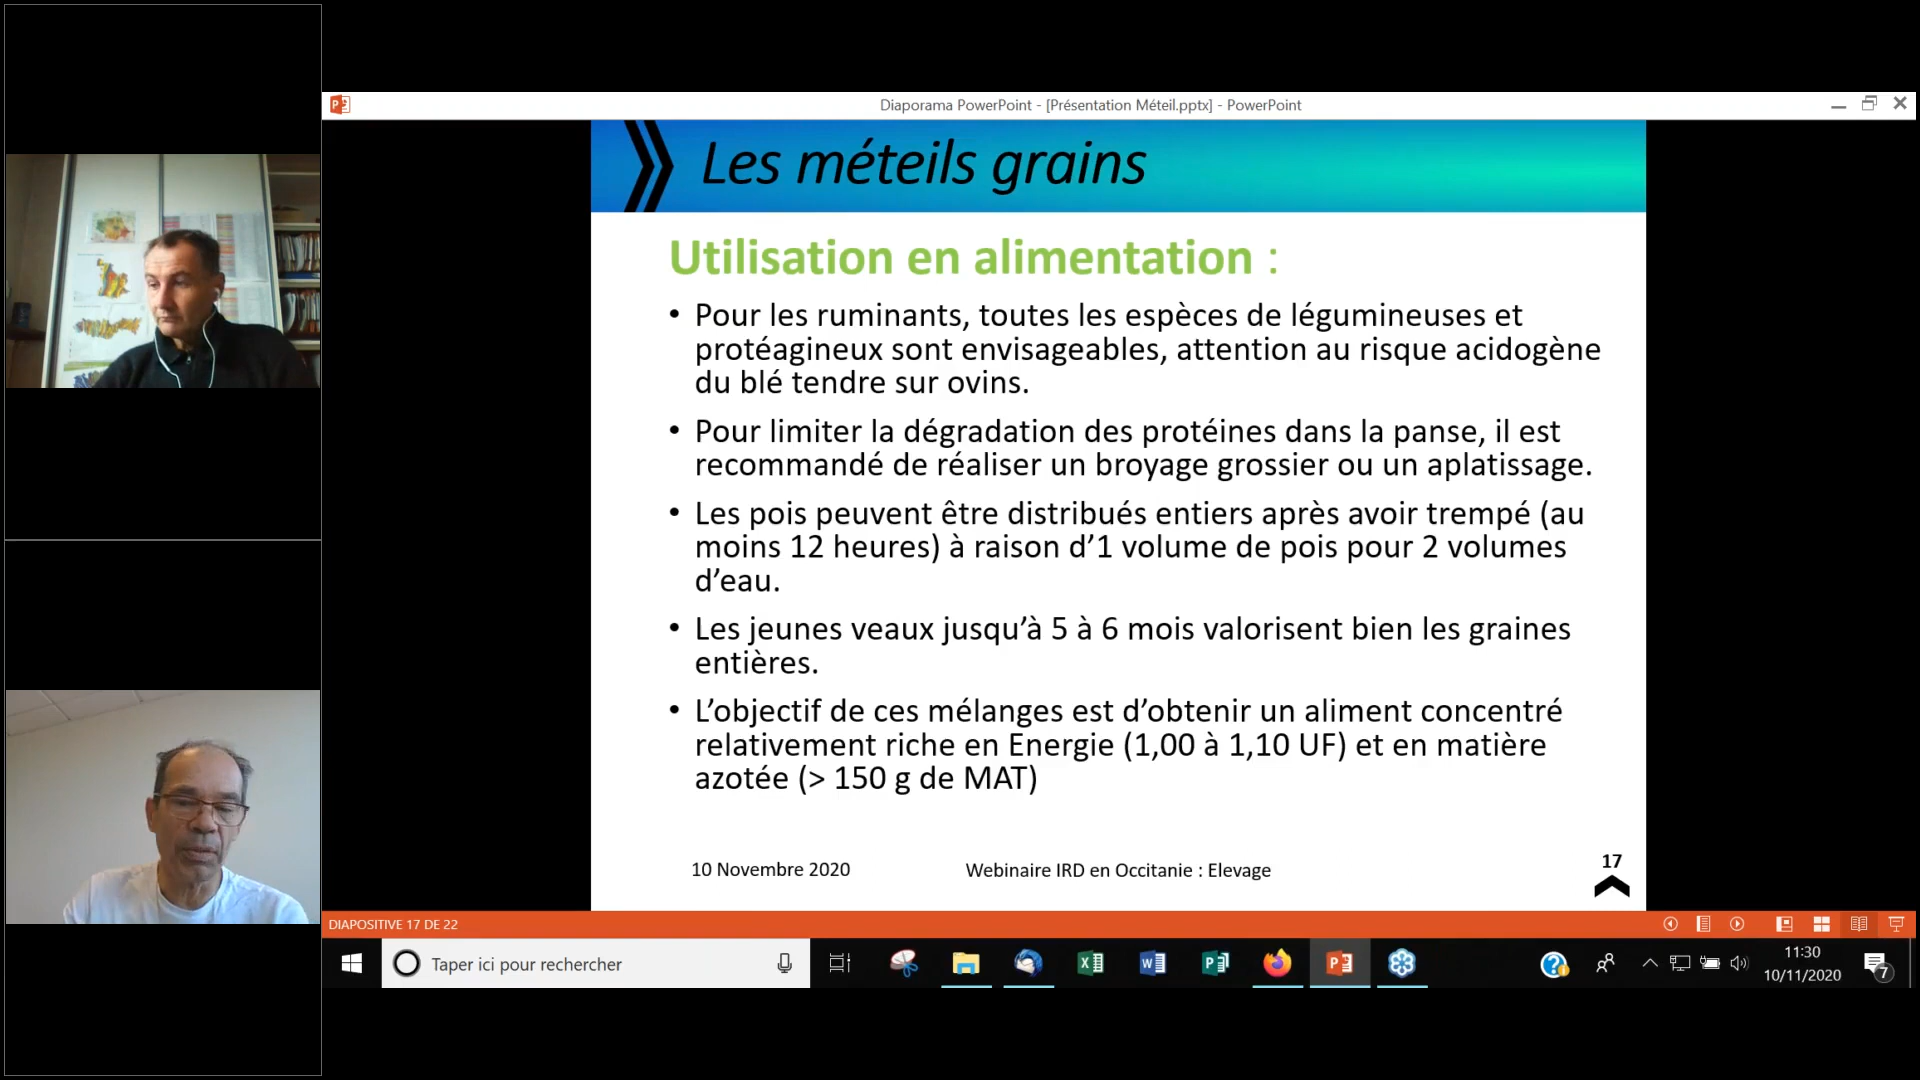 Diaporama PowerPoint - [Présentation Méteil.pptx] - PowerPoint
Les méteils grains
Utilisation en alimentation :
• Pour les ruminants, toutes les espèces de légumineuses et
protéagineux sont envisageables, attention au risque acidogène
du blé tendre sur ovins.
• Pour limiter la dégradation des protéines dans la panse, il est
recommandé de réaliser un broyage grossier ou un aplatissage.
• Les pois peuvent être distribués entiers après avoir trempé (au
moins 12 heures) à raison d’1 volume de pois pour 2 volumes
d’eau.
• Les jeunes veaux jusqu’à 5 à 6 mois valorisent bien les graines
entières.
• L’objectif de ces mélanges est d’obtenir un aliment concentré
relativement riche en Energie (1,00 à 1,10 UF) et en matière
azotée (> 150 g de MAT)
10 Novembre 2020
Webinaire IRD en Occitanie : Elevage
17
DIAPOSITIVE 17 DE 22
Taper ici pour rechercher
11:30
10/11/2020
7